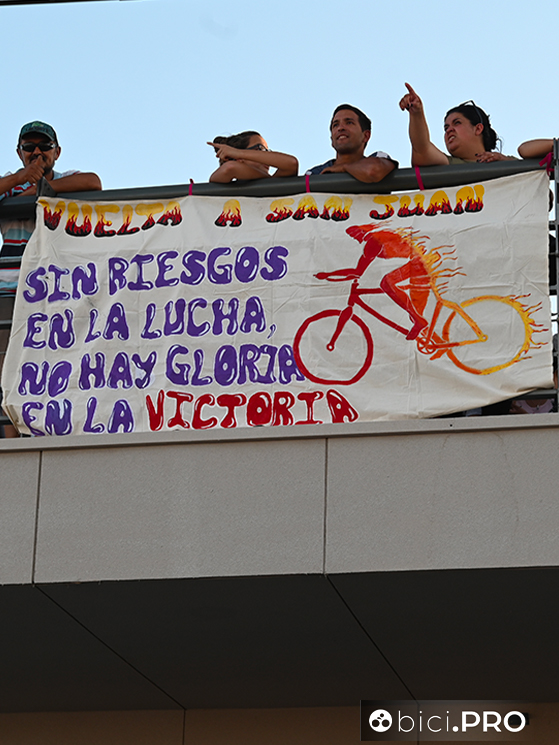 VUELTA A SAN JUAN
SIN RIESGOS
EN LA LUCHA,
NO HAY GLORIA
EN LA VICTORIA
bici.PRO